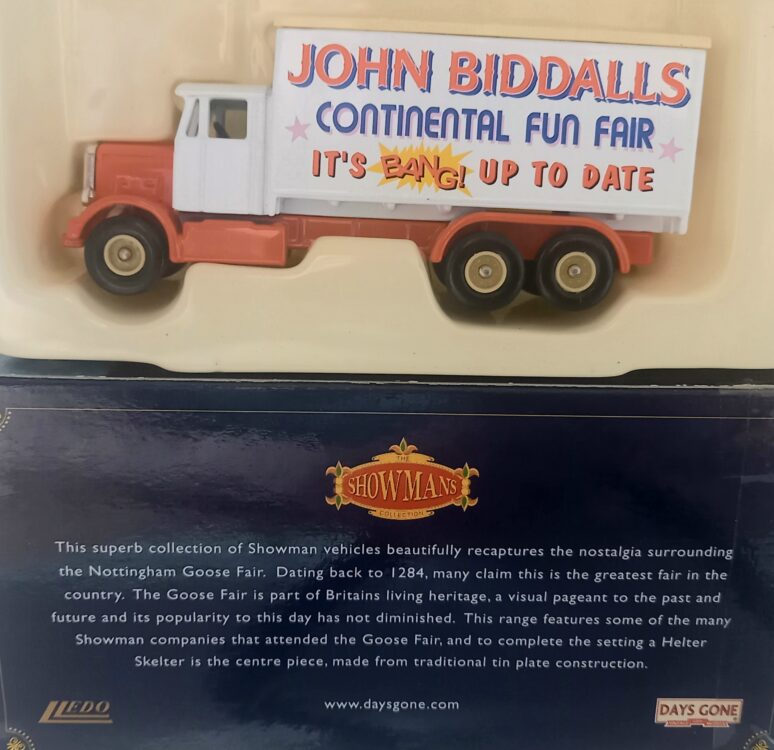 JOHN BIDDALLS
CONTINENTAL FUN FAIR
IT'S BANG! UP TO DATE
THE
SHOWMANS
COLLECTION
This superb collection of Showman vehicles beautifully recaptures the nostalgia surrounding
the Nottingham Goose Fair. Dating back to 1284, many claim this is the greatest fair in the
country. The Goose Fair is part of Britains living heritage, a visual pageant to the past and
future and its popularity to this day has not diminished. This range features some of the many
Showman companies that attended the Goose Fair, and to complete the setting a Helter
Skelter is the centre piece, made from traditional tin plate construction.
LLEDO
www.daysgone.com
DAYS GONE